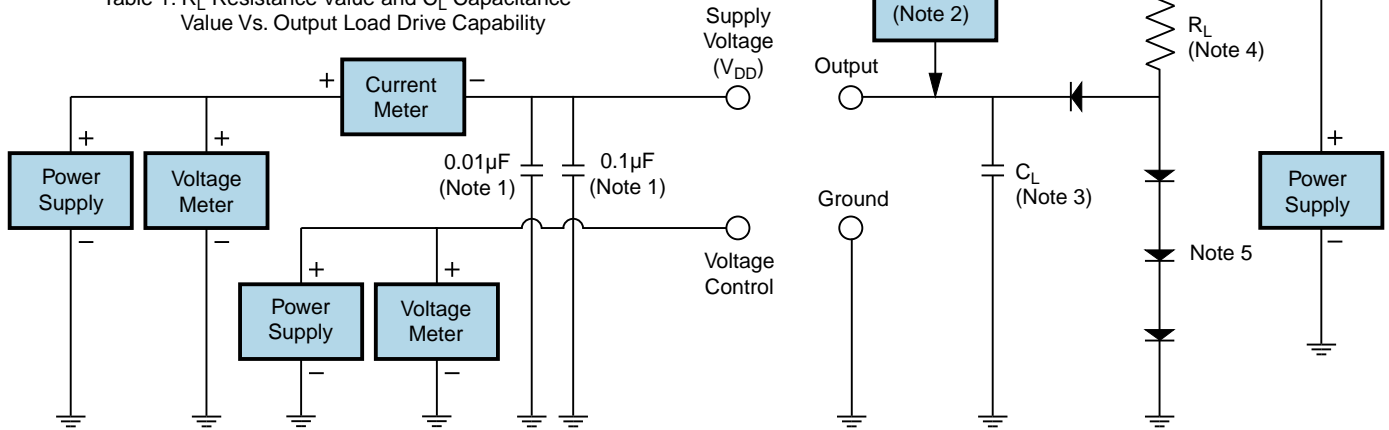 Table 1: RL Resistance Value and CL Capacitance
Value Vs. Output Load Drive Capability
Supply
Voltage
(VDD)
(Note 2)
RL
(Note 4)
Output
+
Current
Meter
−
+
Power
Supply
−
+
Voltage
Meter
−
0.01µF
(Note 1)
0.1µF
(Note 1)
CL
(Note 3)
+
Power
Supply
−
Ground
Note 5
Voltage
Control
+
Power
Supply
−
+
Voltage
Meter
−